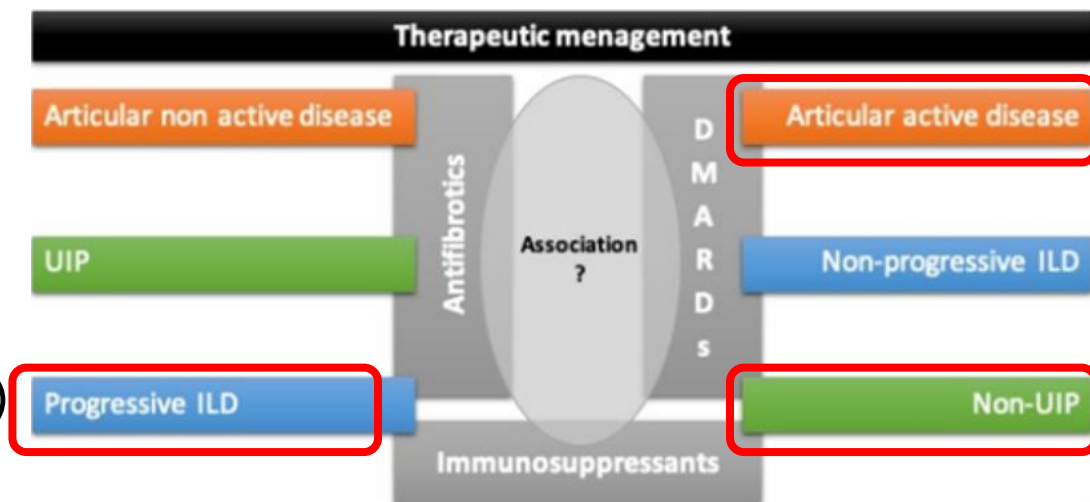 Therapeutic menagement
Articular non active disease
Articular active disease
Antifibrotics
DMARDs
UIP
Association
?
Non-progressive ILD
)
Progressive ILD
Non-UIP
Immunosuppressants